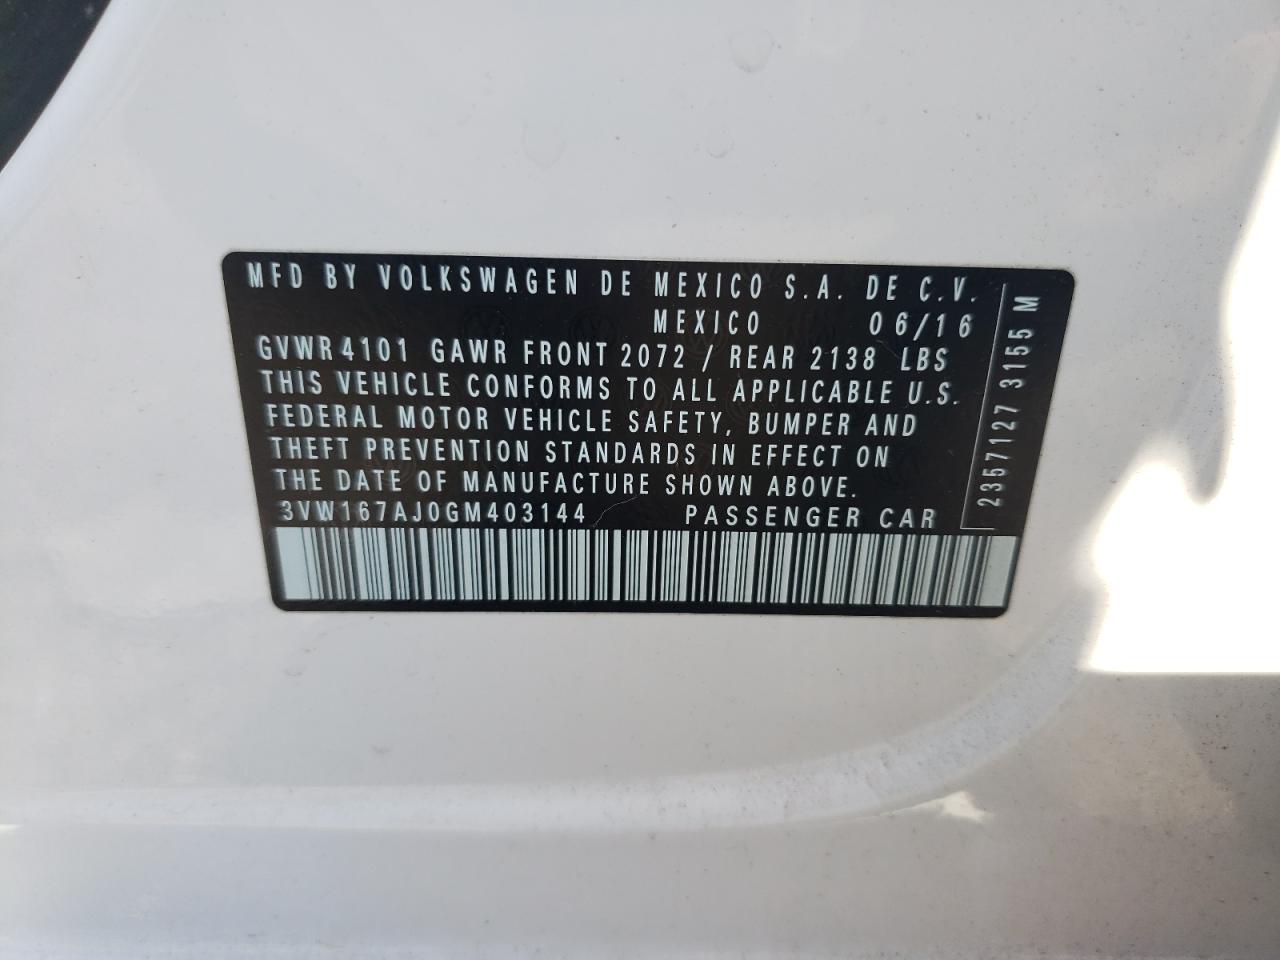 MFD BY VOLKSWAGEN DE MEXICO S.A. DE C.V.
MEXICO 06/16
GVWR 4101 GAWR FRONT 2072 / REAR 2138 LBS
THIS VEHICLE CONFORMS TO ALL APPLICABLE U.S.
FEDERAL MOTOR VEHICLE SAFETY, BUMPER AND
THEFT PREVENTION STANDARDS IN EFFECT ON
THE DATE OF MANUFACTURE SHOWN ABOVE.
3VW167AJ0GM403144 PASSENGER CAR
2357127 3155 M